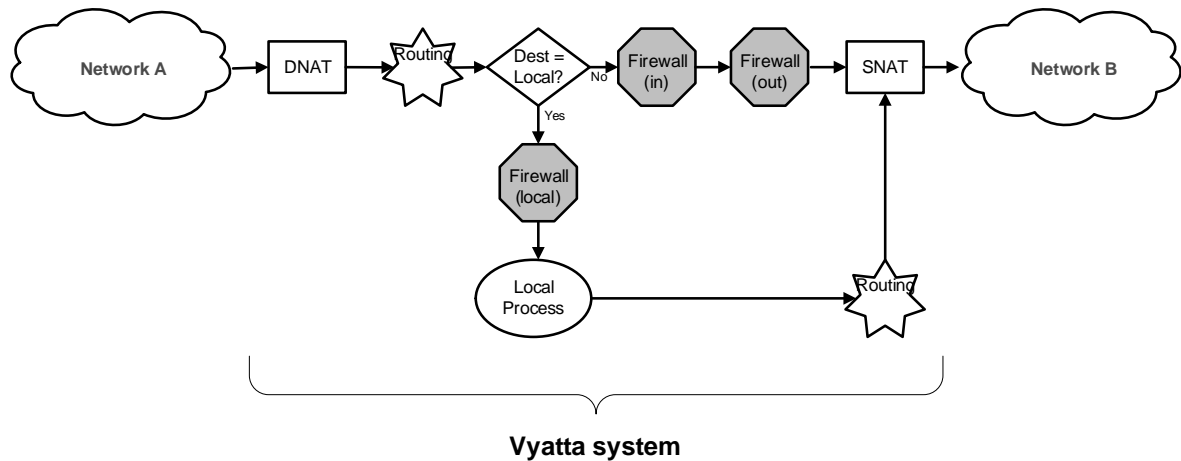 Network A
DNAT
Routing
Dest =
Local?
No
Firewall
(in)
Firewall
(out)
SNAT
Network B
Yes
Firewall
(local)
Local
Process
Routing
Vyatta system